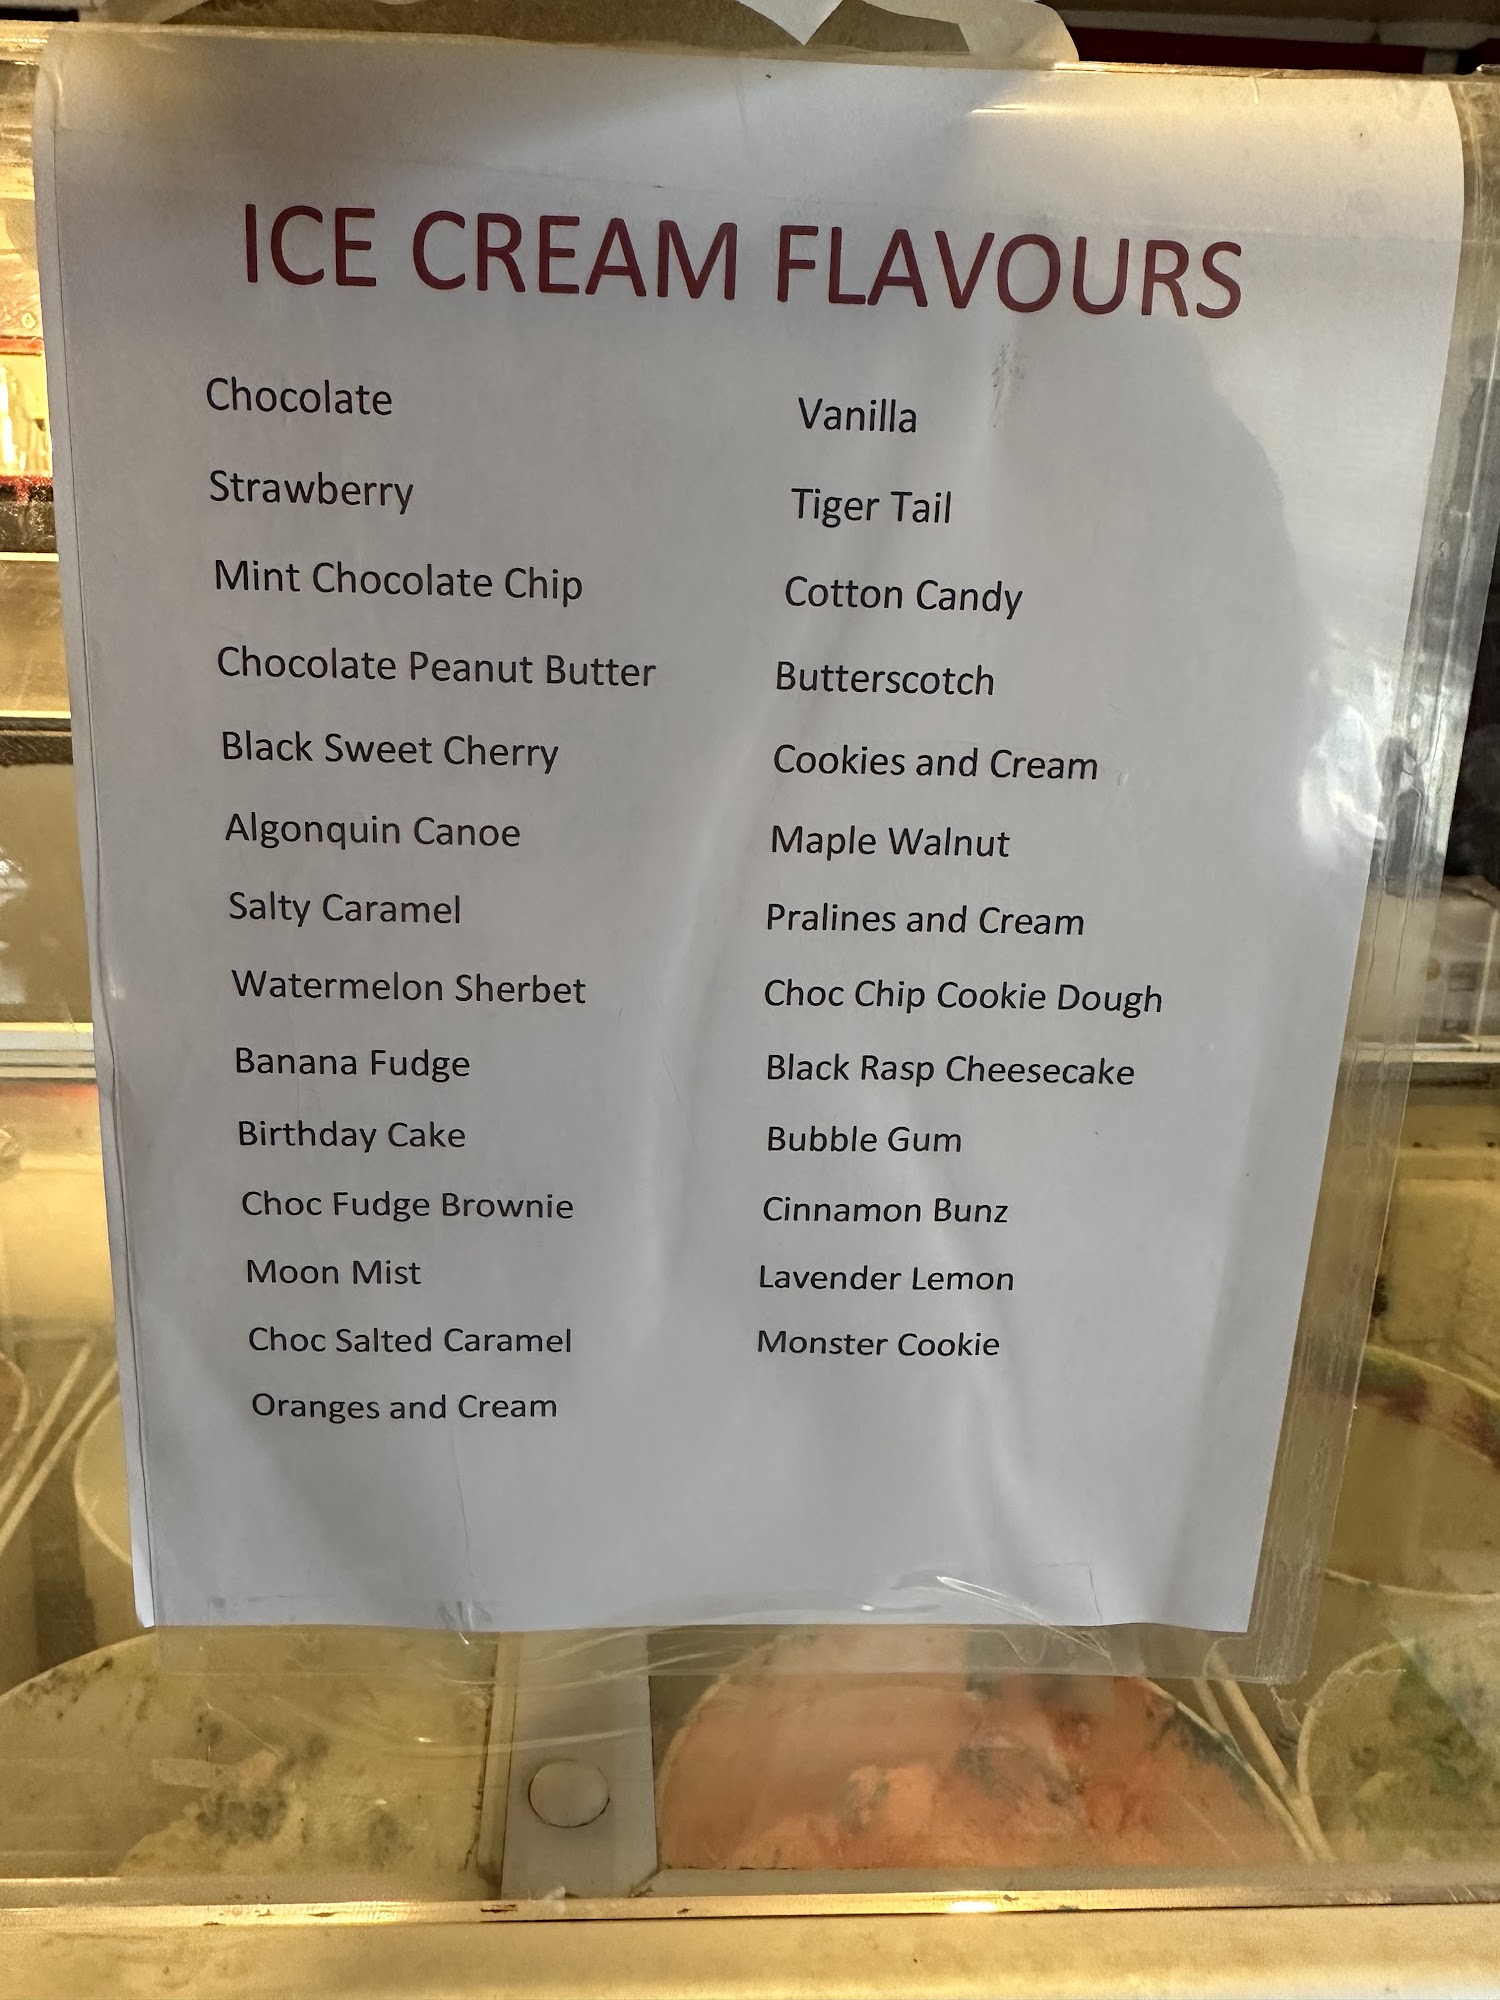 ICE CREAM FLAVOURS
Chocolate
Strawberry
Mint Chocolate Chip
Chocolate Peanut Butter
Black Sweet Cherry
Algonquin Canoe
Salty Caramel
Watermelon Sherbet
Banana Fudge
Birthday Cake
Choc Fudge Brownie
Moon Mist
Choc Salted Caramel
Oranges and Cream
Vanilla
Tiger Tail
Cotton Candy
Butterscotch
Cookies and Cream
Maple Walnut
Pralines and Cream
Choc Chip Cookie Dough
Black Rasp Cheesecake
Bubble Gum
Cinnamon Bunz
Lavender Lemon
Monster Cookie